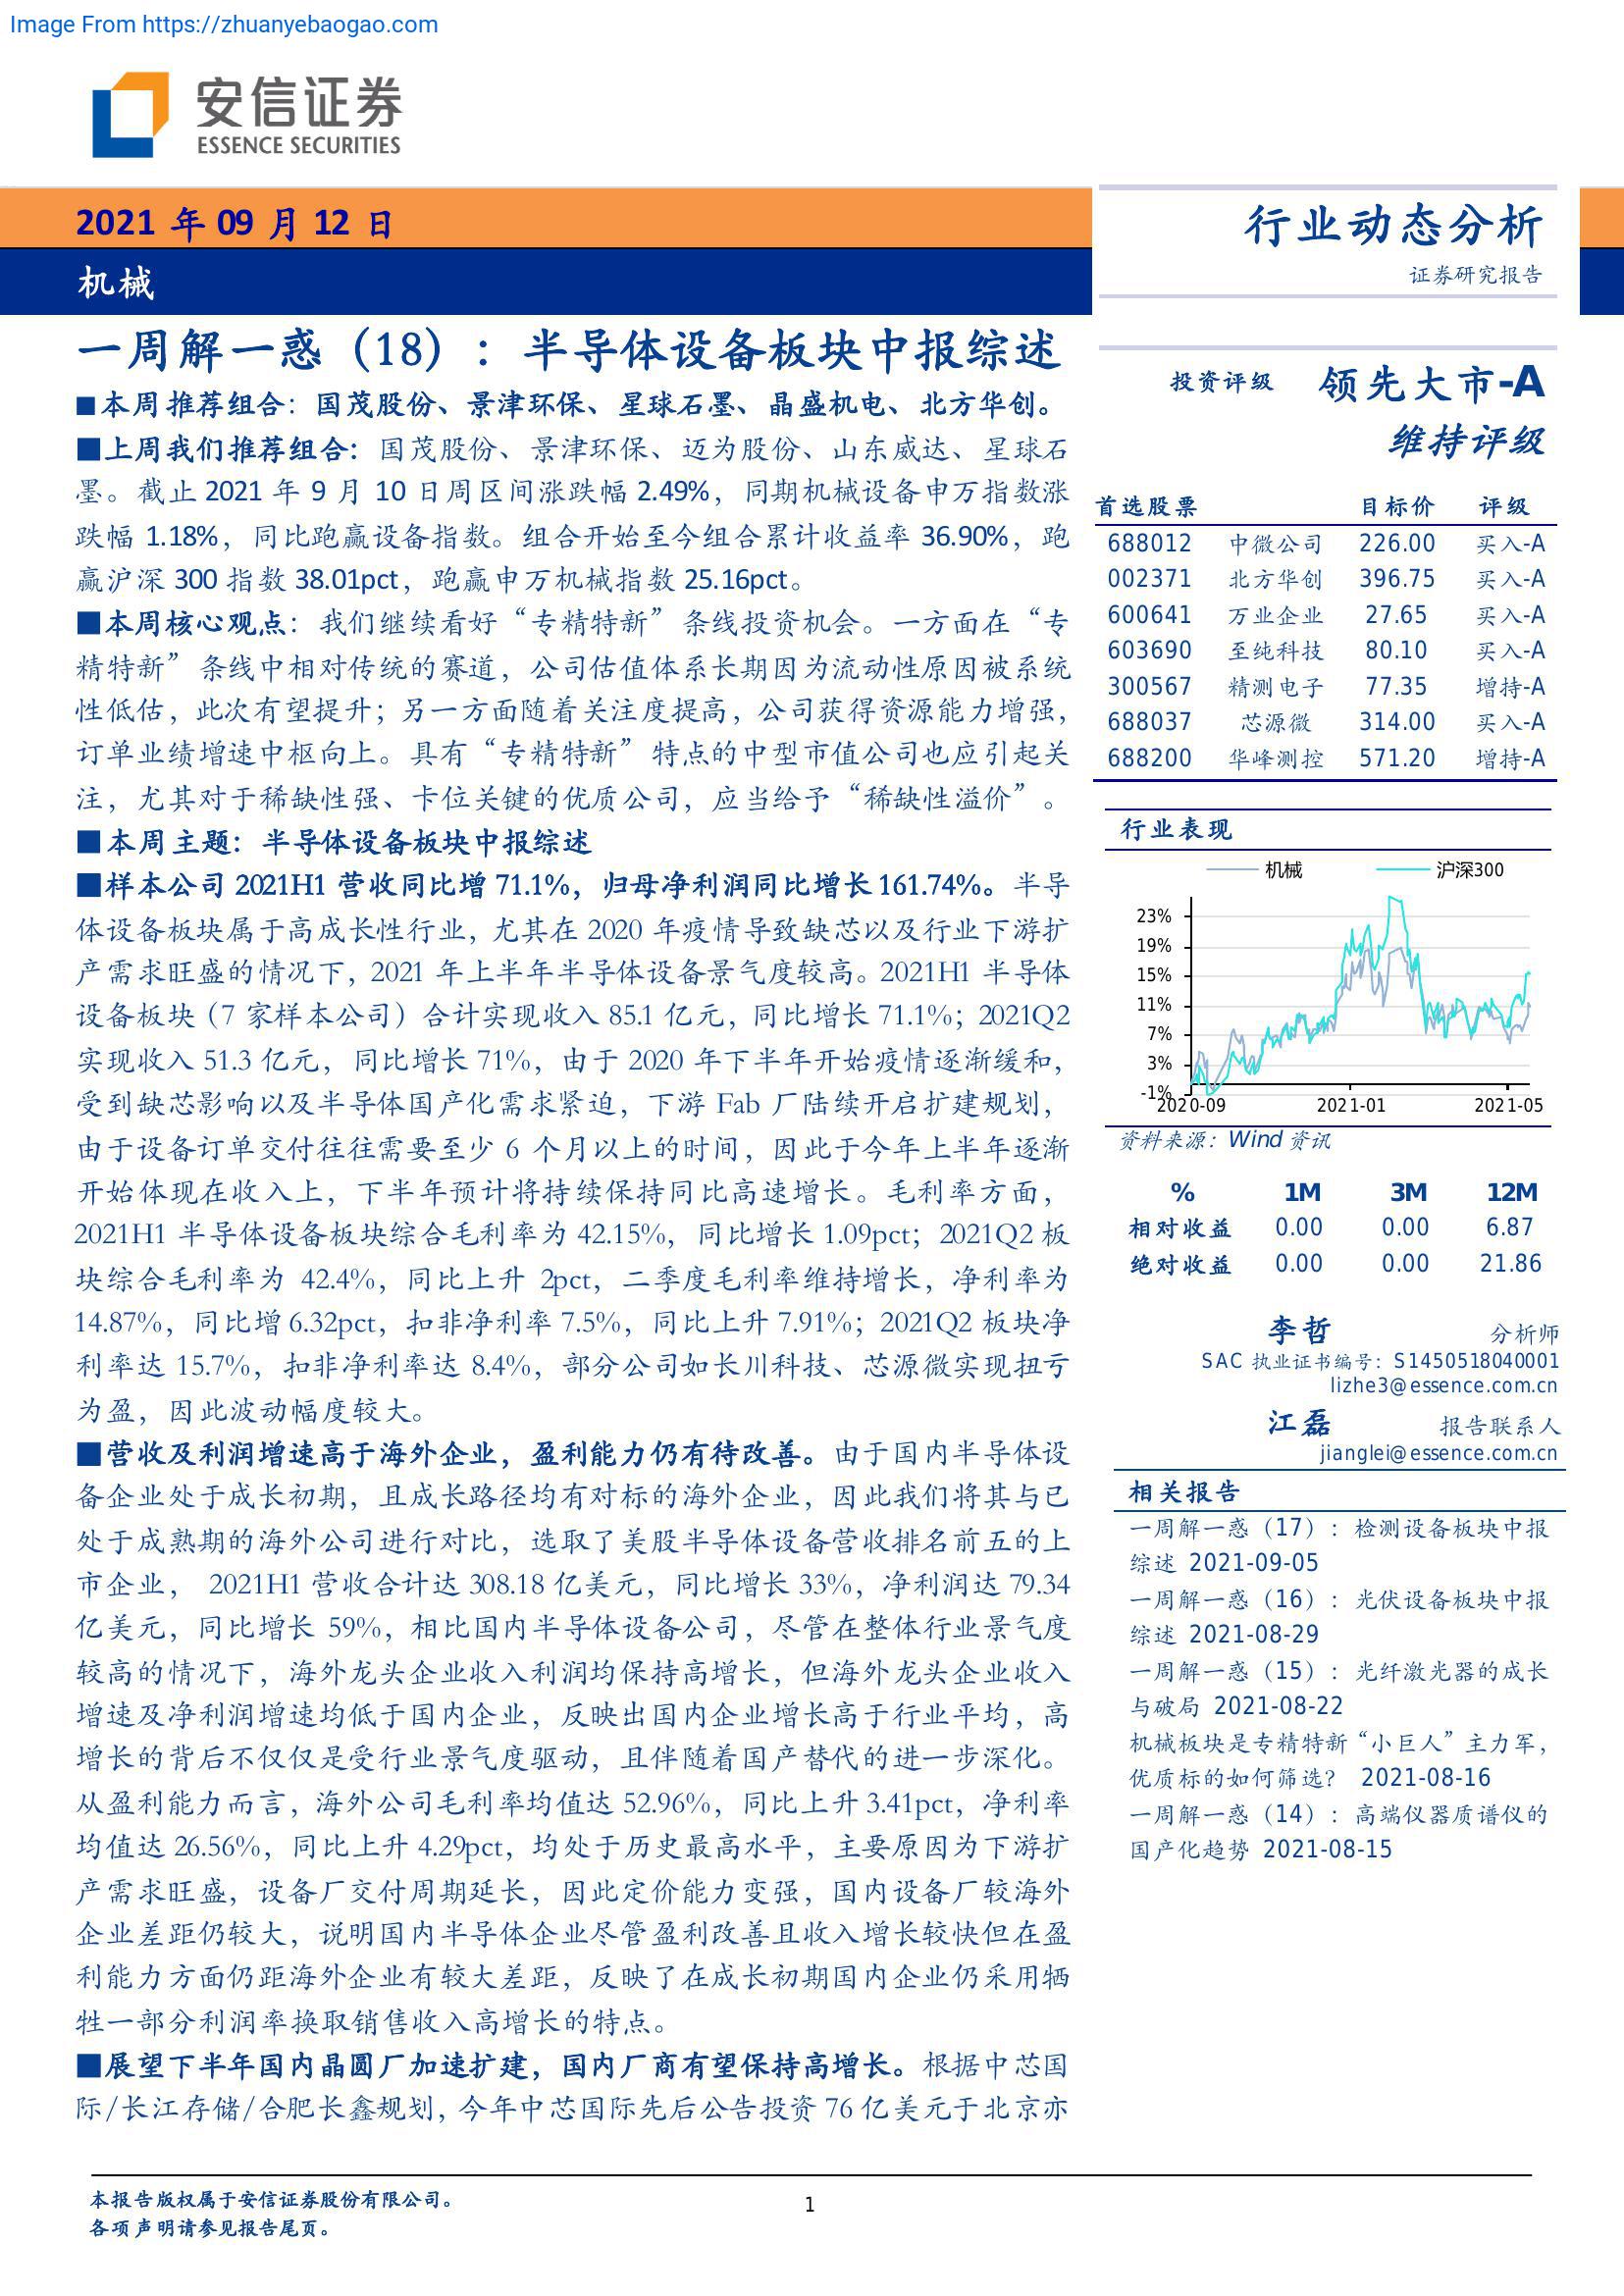 Image From https://zhuanyebaogao.com
安信证券
ESSENCE SECURITIES
2021 年 09 月 12 日
机械
行业动态分析
证券研究报告
一周解一惑（18）：半导体设备板块中报综述
■本周推荐组合：国茂股份、景津环保、星球石墨、晶盛机电、北方华创。
■上周我们推荐组合：国茂股份、景津环保、迈为股份、山东威达、星球石
墨。截止 2021 年 9 月 10 日周区间涨跌幅 2.49%，同期机械设备申万指数涨
跌幅 1.18%，同比跑赢设备指数。组合开始至今组合累计收益率 36.90%，跑
赢沪深 300 指数 38.01pct，跑赢申万机械指数 25.16pct。
■本周核心观点：我们继续看好“专精特新”条线投资机会。一方面在“专
精特新”条线中相对传统的赛道，公司估值体系长期因为流动性原因被系统
性低估，此次有望提升；另一方面随着关注度提高，公司获得资源能力增强，
订单业绩增速中枢向上。具有“专精特新”特点的中型市值公司也应引起关
注，尤其对于稀缺性强、卡位关键的优质公司，应当给予“稀缺性溢价”。
■本周主题：半导体设备板块中报综述
■样本公司 2021H1 营收同比增 71.1%，归母净利润同比增长 161.74%。半导
体设备板块属于高成长性行业，尤其在 2020 年疫情导致缺芯以及行业下游扩
产需求旺盛的情况下，2021 年上半年半导体设备景气度较高。2021H1 半导体
设备板块（7 家样本公司）合计实现收入 85.1 亿元，同比增长 71.1%；2021Q2
实现收入 51.3 亿元，同比增长 71%，由于 2020 年下半年开始疫情逐渐缓和，
受到缺芯影响以及半导体国产化需求紧迫，下游 Fab 厂陆续开启扩建规划，
由于设备订单交付往往需要至少 6 个月以上的时间，因此于今年上半年逐渐
开始体现在收入上，下半年预计将持续保持同比高速增长。毛利率方面，
2021H1 半导体设备板块综合毛利率为 42.15%，同比增长 1.09pct；2021Q2 板
块综合毛利率为 42.4%，同比上升 2pct，二季度毛利率维持增长，净利率为
14.87%，同比增 6.32pct，扣非净利率 7.5%，同比上升 7.91%；2021Q2 板块净
利率达 15.7%，扣非净利率达 8.4%，部分公司如长川科技、芯源微实现扭亏
为盈，因此波动幅度较大。
■营收及利润增速高于海外企业，盈利能力仍有待改善。由于国内半导体设
备企业处于成长初期，且成长路径均有对标的海外企业，因此我们将其与已
处于成熟期的海外公司进行对比，选取了美股半导体设备营收排名前五的上
市企业， 2021H1 营收合计达 308.18 亿美元，同比增长 33%，净利润达 79.34
亿美元，同比增长 59%，相比国内半导体设备公司，尽管在整体行业景气度
较高的情况下，海外龙头企业收入利润均保持高增长，但海外龙头企业收入
增速及净利润增速均低于国内企业，反映出国内企业增长高于行业平均，高
增长的背后不仅仅是受行业景气度驱动，且伴随着国产替代的进一步深化。
从盈利能力而言，海外公司毛利率均值达 52.96%，同比上升 3.41pct，净利率
均值达 26.56%，同比上升 4.29pct，均处于历史最高水平，主要原因为下游扩
产需求旺盛，设备厂交付周期延长，因此定价能力变强，国内设备厂较海外
企业差距仍较大，说明国内半导体企业尽管盈利改善且收入增长较快但在盈
利能力方面仍距海外企业有较大差距，反映了在成长初期国内企业仍采用牺
牲一部分利润率换取销售收入高增长的特点。
■展望下半年国内晶圆厂加速扩建，国内厂商有望保持高增长。根据中芯国
际/长江存储/合肥长鑫规划，今年中芯国际先后公告投资 76 亿美元于北京亦
投资评级 领先大市-A
维持评级
首选股票 目标价 评级
688012 中微公司 226.00 买入-A
002371 北方华创 396.75 买入-A
600641 万业企业 27.65 买入-A
603690 至纯科技 80.10 买入-A
300567 精测电子 77.35 增持-A
688037 芯源微 314.00 买入-A
688200 华峰测控 571.20 增持-A
行业表现
机械 沪深300
23%
19%
15%
11%
7%
3%
-1%
2020-09 2021-01 2021-05
资料来源：Wind 资讯
% 1M 3M 12M
相对收益 0.00 0.00 6.87
绝对收益 0.00 0.00 21.86
李哲 分析师
SAC 执业证书编号：S1450518040001
lizhe3@essence.com.cn
江磊 报告联系人
jianglei@essence.com.cn
相关报告
一周解一惑（17）：检测设备板块中报
综述 2021-09-05
一周解一惑（16）：光伏设备板块中报
综述 2021-08-29
一周解一惑（15）：光纤激光器的成长
与破局 2021-08-22
机械板块是专精特新“小巨人”主力军，
优质标的如何筛选？ 2021-08-16
一周解一惑（14）：高端仪器质谱仪的
国产化趋势 2021-08-15
本报告版权属于安信证券股份有限公司。
各项声明请参见报告尾页。
1